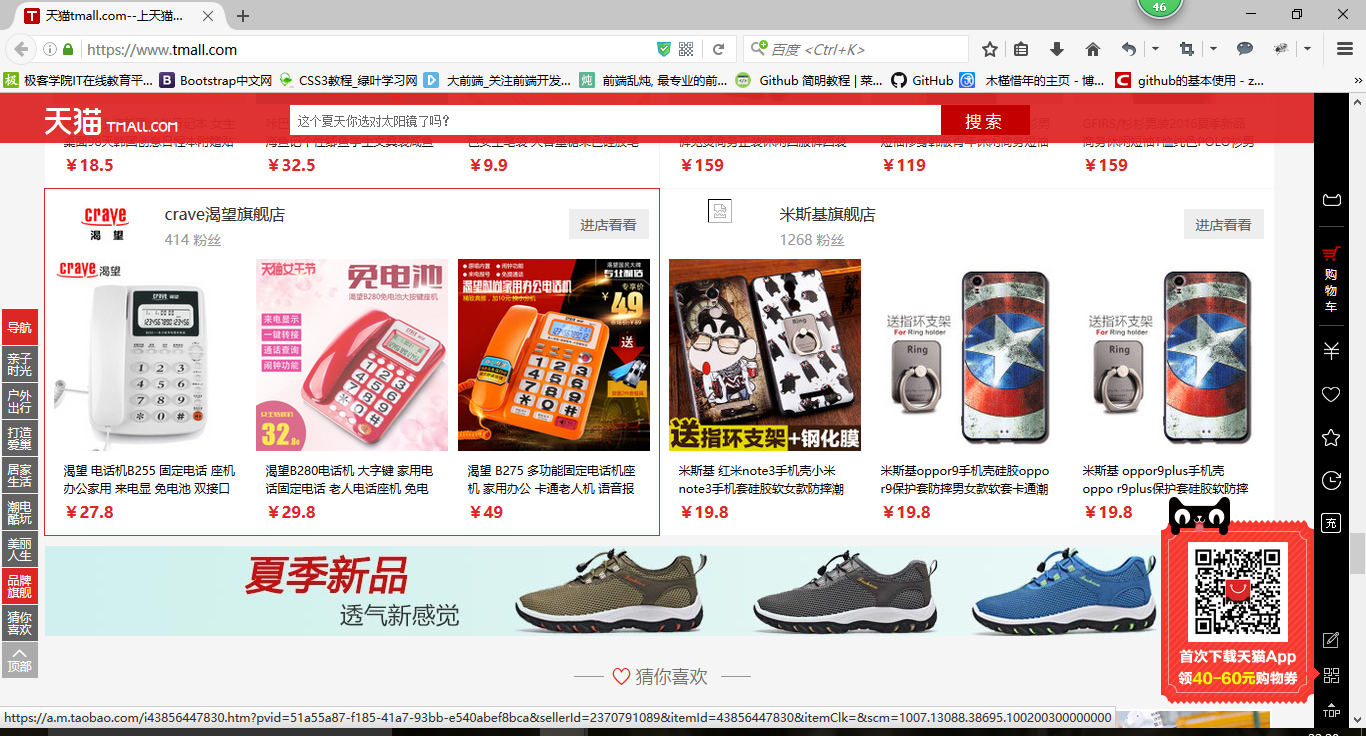 天猫tmall.com--上天猫...
46
https://www.tmall.com
百度 <Ctrl+K>
极客学院IT在线教育平...
Bootstrap中文网
CSS3教程_绿叶学习网
大前端_关注前端开发...
前端乱炖, 最专业的前...
Github 简明教程 | 莱...
GitHub
木槿惜年的主页 - 博...
github的基本使用 - z...
天猫 TMALL.COM
这个夏天你选对太阳镜了吗?
搜索
¥18.5
¥32.5
¥9.9
¥159
¥119
¥159
crave
渴望
crave渴望旗舰店
414 粉丝
进店看看
米斯基旗舰店
1268 粉丝
进店看看
crave 渴望
天猫女王节
免电池
渴望B280免电池大按键座机
来电显示
一键转接
通话查询
闹钟功能
32.8
渴望时尚家用办公电话机
专享价
¥49
送
送指环支架+钢化膜
送指环支架
For Ring holder
Ring
送指环支架
For Ring holder
Ring
渴望 电话机B255 固定电话 座机
办公家用 来电显 免电池 双接口
¥27.8
渴望B280电话机 大字键 家用电
话固定电话 老人电话座机 免电
¥29.8
渴望 B275 多功能固定电话机座
机 家用办公 卡通老人机 语音报
¥49
米斯基 红米note3手机壳小米
note3手机套硅胶软女款防摔潮
¥19.8
米斯基oppor9手机壳硅胶oppo
r9保护套防摔男女款软套卡通潮
¥19.8
米斯基 oppor9plus手机壳
oppo r9plus保护套硅胶软防摔
¥19.8
导航
亲子
时光
户外
出行
打造
爱巢
居家
生活
潮电
酷玩
美丽
人生
品牌
旗舰
猜你
喜欢
顶部
夏季新品
透气新感觉
猜你喜欢
购物车
充
首次下载天猫App
领40-60元购物券
TOP
https://a.m.taobao.com/i43856447830.htm?pvid=51a55a87-f185-41a7-93bb-e540abef8bca&sellerId=2370791089&itemId=43856447830&itemClk=&scm=1007.13088.38695.100200300000000